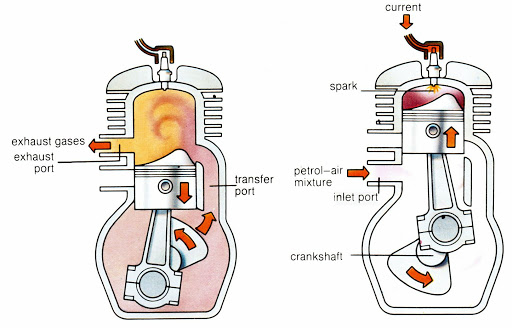 current
spark
exhaust gases
exhaust
port
transfer
port
petrol–air
mixture
inlet port
crankshaft